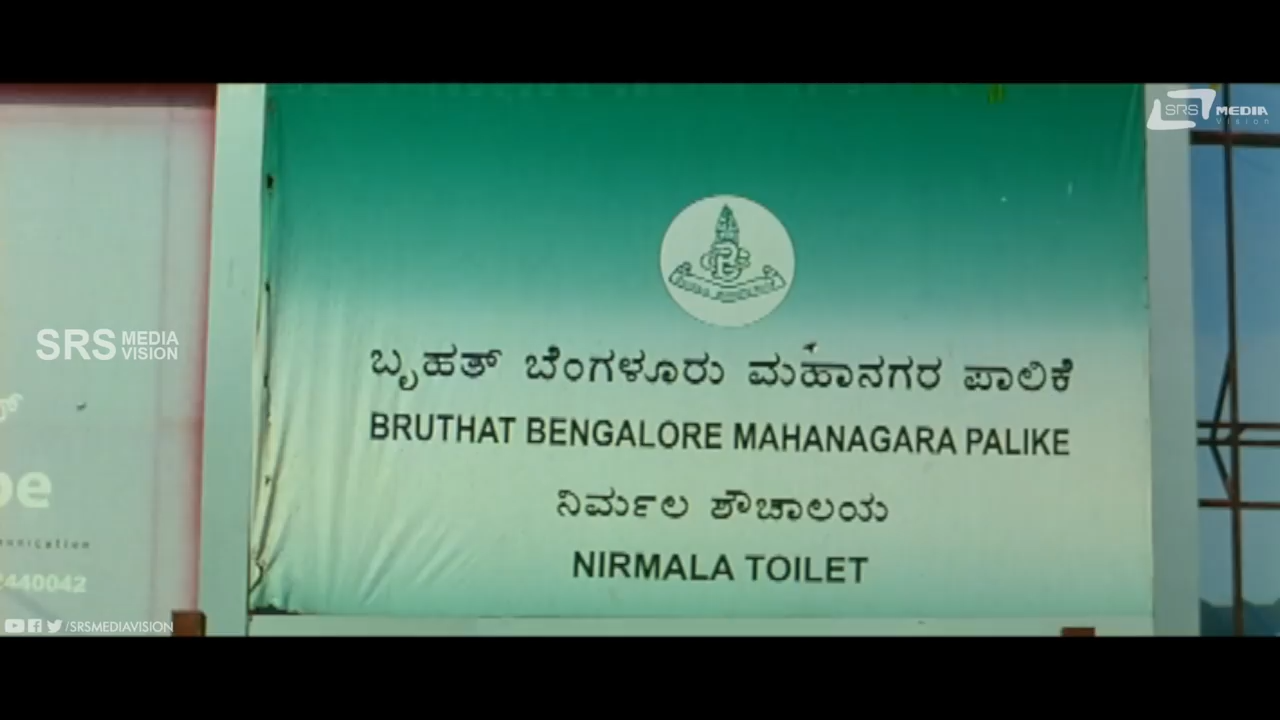 SRS MEDIA
Vision
ಬೃಹತ್ ಬೆಂಗಳೂರು ಮಹಾನಗರ ಪಾಲಿಕೆ
BRUTHAT BENGALORE MAHANAGARA PALIKE
ನಿರ್ಮಲ ಶೌಚಾಲಯ
NIRMALA TOILET
SRS MEDIA
VISION
/SRSMEDIAVISION